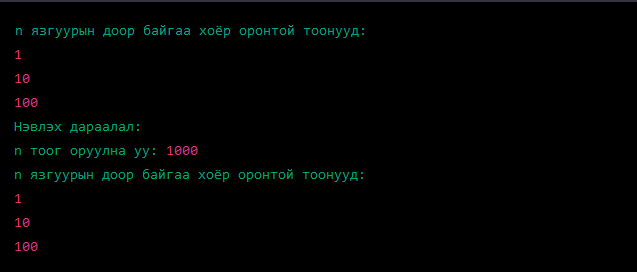 n язгуурын доор байгаа хоёр оронтой тоонууд:
1
10
100
Нэвлэх дараалал:
n тоог оруулна уу: 1000
n язгуурын доор байгаа хоёр оронтой тоонууд:
1
10
100